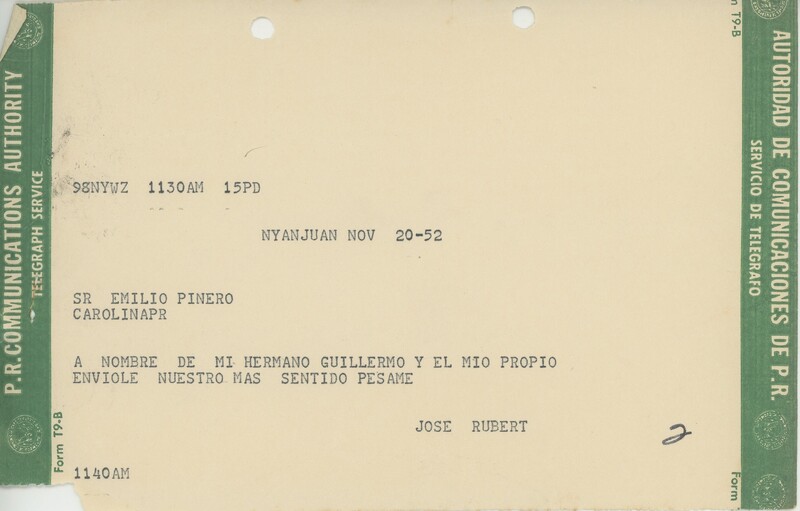 P.R. COMMUNICATIONS AUTHORITY
TELEGRAPH SERVICE
Form T9-B
98NYWZ 1130AM 15PD
NYANJUAN NOV 20-52
SR EMILIO PINERO
CAROLINAPR
A NOMBRE DE MI HERMANO GUILLERMO Y EL MIO PROPIO
ENVIOLE NUESTRO MAS SENTIDO PESAME
JOSE RUBERT
2
1140AM
n T9-B
AUTORIDAD DE COMUNICACIONES DE P.R.
SERVICIO DE TELEGRAFO
Form